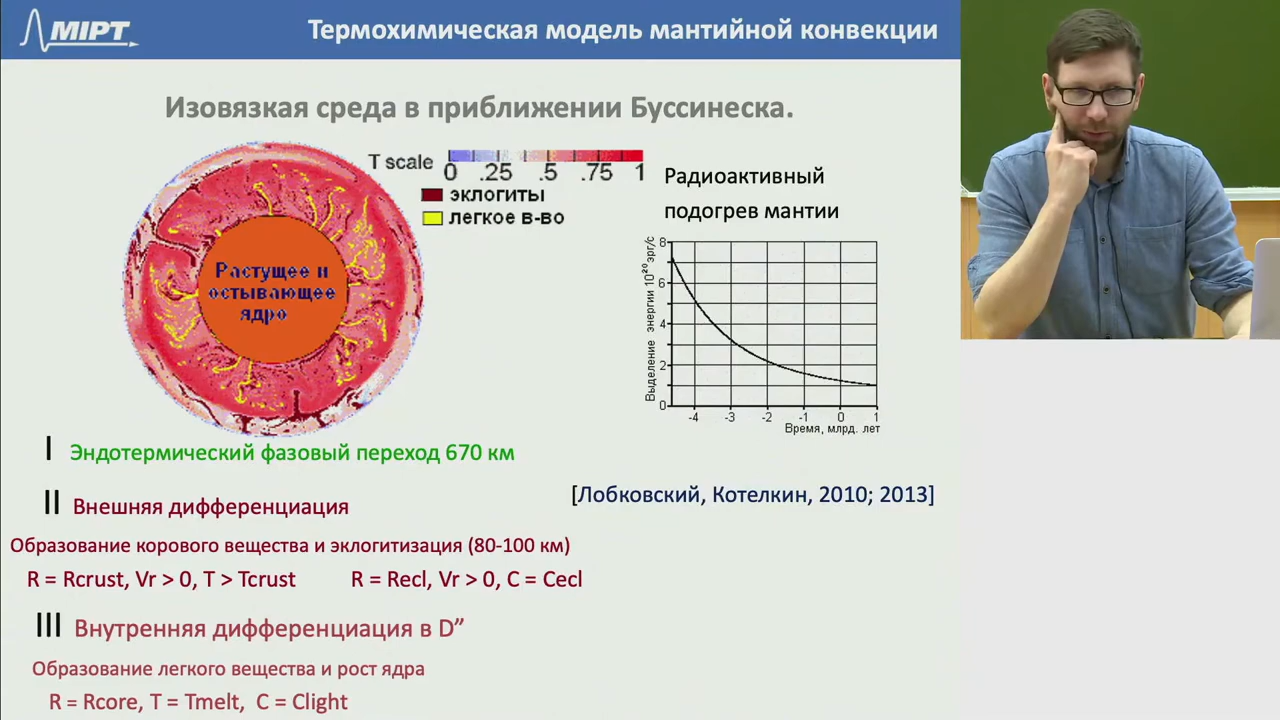 MIPT
Термохимическая модель мантийной конвекции
Изовязкая среда в приближении Буссинеска.
T scale
0 .25 .5 .75 1
эклогиты
легкое в-во
Растущее и
остывающее
ядро
Радиоактивный
подогрев мантии
Выделение энергии 10²⁰ эрг/с
8
6
4
2
0
-4 -3 -2 -1 0 1
Время, млрд. лет
I Эндотермический фазовый переход 670 км
[Лобковский, Котелкин, 2010; 2013]
II Внешняя дифференциация
Образование корового вещества и эклогитизация (80-100 км)
R = Rcrust, Vr > 0, T > Tcrust R = Recl, Vr > 0, C = Cecl
III Внутренняя дифференциация в D”
Образование легкого вещества и рост ядра
R = Rcore, T = Tmelt, C = Clight